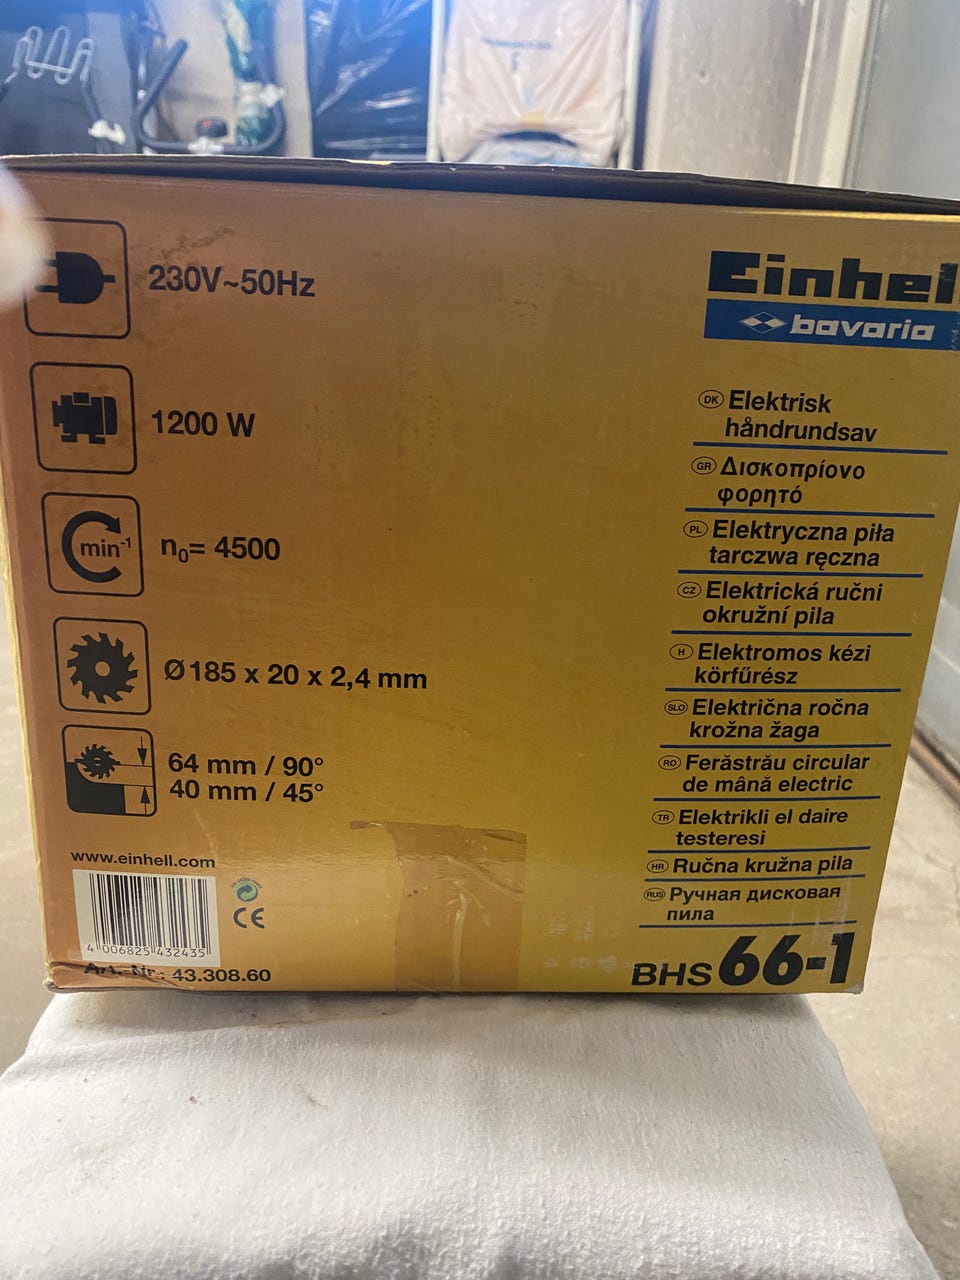 230V~50Hz
1200 W
min-1
n0= 4500
Ø 185 x 20 x 2,4 mm
64 mm / 90°
40 mm / 45°
www.einhell.com
4 006825 432435
Art.-Nr.: 43.308.60
CE
Einhell
bavaria
DK Elektrisk
håndrundsav
GR Δισκοπρίονο
φορητό
PL Elektryczna piła
tarczwa ręczna
CZ Elektrická ručni
okružní pila
H Elektromos kézi
körfűrész
SLO Električna ročna
krožna žaga
RO Ferăstrău circular
de mână electric
TR Elektrikli el daire
testeresi
HR Ručna kružna pila
RUS Ручная дисковая
пила
BHS 66-1